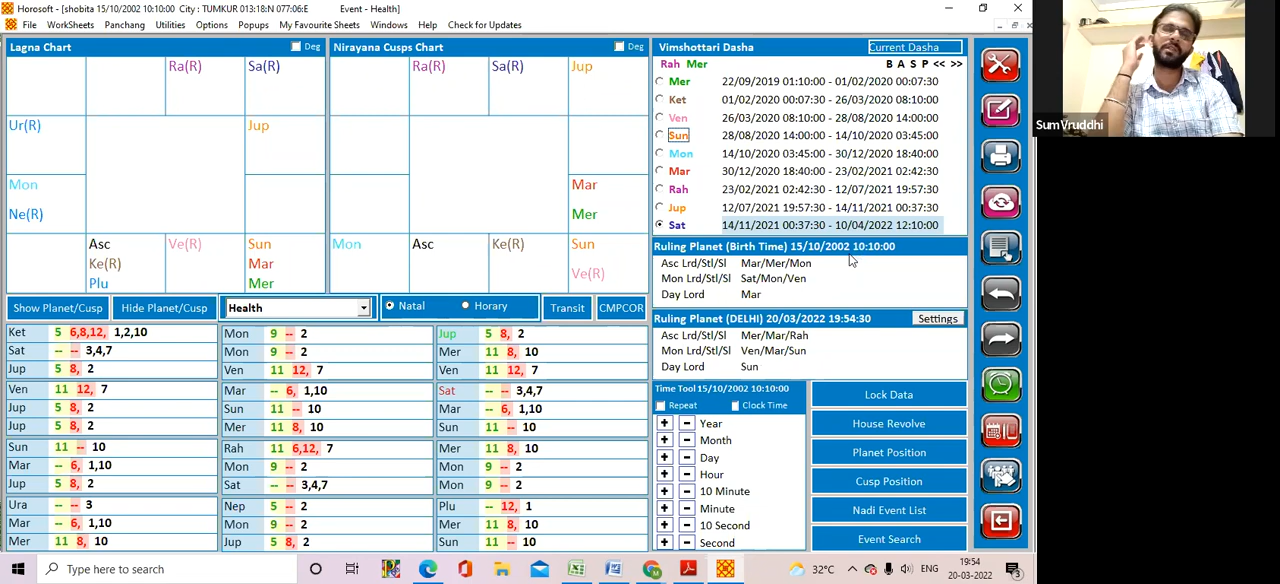 Horosoft - [shobita 15/10/2002 10:10:00 City : TUMKUR 013:18:N 077:06:E Event - Health]
File WorkSheets Panchang Utilities Options Popups My Favourite Sheets Windows Help Check for Updates
Lagna Chart Deg
Ra(R) Sa(R)
Ur(R) Jup
Mon
Ne(R)
Asc Ve(R) Sun
Ke(R) Mar
Plu Mer
Nirayana Cusps Chart Deg
Ra(R) Sa(R) Jup
Mar
Mer
Mon Asc Ke(R) Sun
Ve(R)
Show Planet/Cusp Hide Planet/Cusp Health Natal Horary Transit CMPCOR
Ket 5 6,8,12, 1,2,10
Sat -- -- 3,4,7
Jup 5 8, 2
Mon 9 -- 2
Mon 9 -- 2
Ven 11 12, 7
Jup 5 8, 2
Mer 11 8, 10
Ven 11 12, 7
Ven 11 12, 7
Jup 5 8, 2
Jup 5 8, 2
Mar -- 6, 1,10
Sun 11 -- 10
Mer 11 8, 10
Sat -- -- 3,4,7
Mar -- 6, 1,10
Sun 11 -- 10
Sun 11 -- 10
Mar -- 6, 1,10
Jup 5 8, 2
Rah 11 6,12, 7
Mon 9 -- 2
Sat -- -- 3,4,7
Mer 11 8, 10
Mon 9 -- 2
Mon 9 -- 2
Ura -- -- 3
Mar -- 6, 1,10
Mer 11 8, 10
Nep 5 -- 2
Mon 9 -- 2
Jup 5 8, 2
Plu -- 12, 1
Mer 11 8, 10
Sun 11 -- 10
Vimshottari Dasha Current Dasha
Rah Mer B A S P << >>
Mer 22/09/2019 01:10:00 - 01/02/2020 00:07:30
Ket 01/02/2020 00:07:30 - 26/03/2020 08:10:00
Ven 26/03/2020 08:10:00 - 28/08/2020 14:00:00
Sun 28/08/2020 14:00:00 - 14/10/2020 03:45:00
Mon 14/10/2020 03:45:00 - 30/12/2020 18:40:00
Mar 30/12/2020 18:40:00 - 23/02/2021 02:42:30
Rah 23/02/2021 02:42:30 - 12/07/2021 19:57:30
Jup 12/07/2021 19:57:30 - 14/11/2021 00:37:30
Sat 14/11/2021 00:37:30 - 10/04/2022 12:10:00
Ruling Planet (Birth Time) 15/10/2002 10:10:00
Asc Lrd/Stl/Sl Mar/Mer/Mon
Mon Lrd/Stl/Sl Sat/Mon/Ven
Day Lord Mar
Ruling Planet (DELHI) 20/03/2022 19:54:30 Settings
Asc Lrd/Stl/Sl Mer/Mar/Rah
Mon Lrd/Stl/Sl Ven/Mar/Sun
Day Lord Sun
Time Tool 15/10/2002 10:10:00
Repeat Clock Time
+ - Year
+ - Month
+ - Day
+ - Hour
+ - 10 Minute
+ - Minute
+ - 10 Second
+ - Second
Lock Data
House Revolve
Planet Position
Cusp Position
Nadi Event List
Event Search
SumVruddhi
Type here to search
32°C ENG 19:54
20-03-2022 3